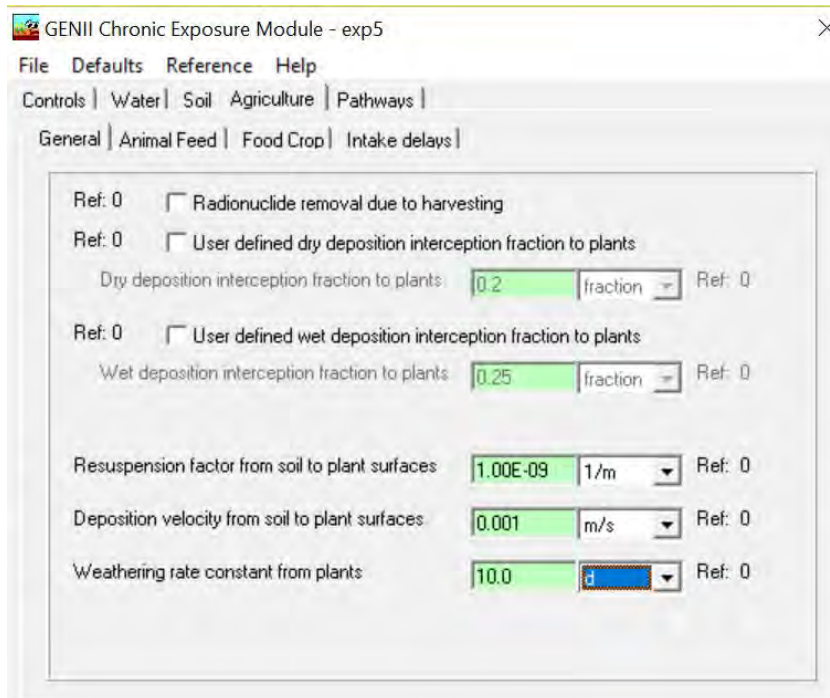 GENII Chronic Exposure Module - exp5
File Defaults Reference Help
Controls Water Soil Agriculture Pathways
General Animal Feed Food Crop Intake delays
Ref: 0 Radionuclide removal due to harvesting
Ref: 0 User defined dry deposition interception fraction to plants
Dry deposition interception fraction to plants 0.2 fraction Ref: 0
Ref: 0 User defined wet deposition interception fraction to plants
Wet deposition interception fraction to plants 0.25 fraction Ref: 0
Resuspension factor from soil to plant surfaces 1.00E-09 1/m Ref: 0
Deposition velocity from soil to plant surfaces 0.001 m/s Ref: 0
Weathering rate constant from plants 10.0 d Ref: 0